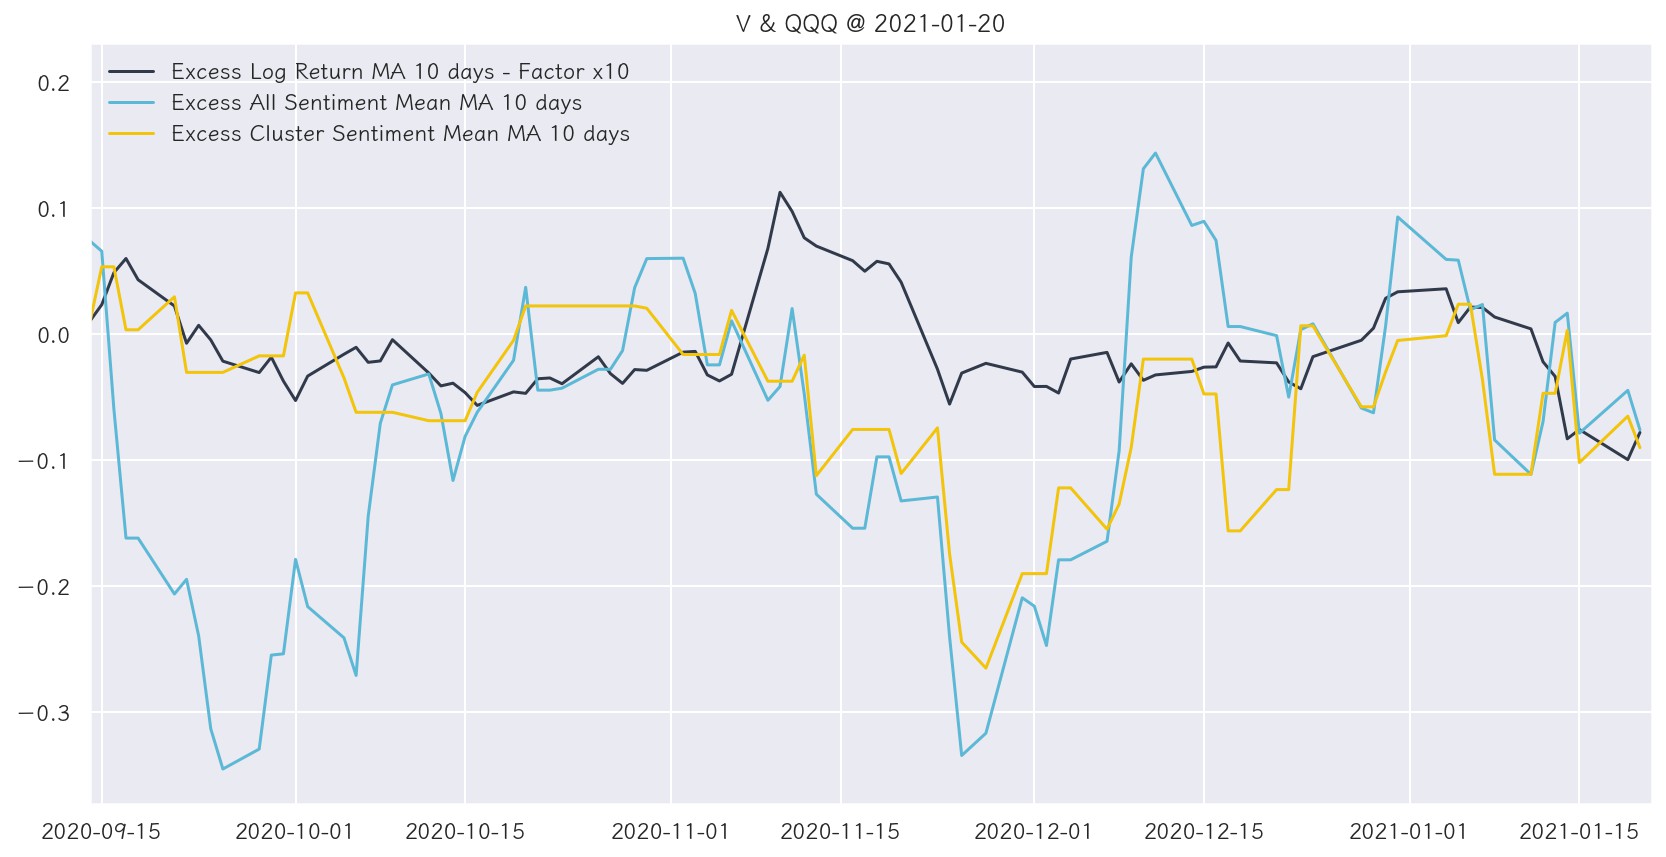 V & QQQ @ 2021-01-20
Excess Log Return MA 10 days - Factor x10
Excess All Sentiment Mean MA 10 days
Excess Cluster Sentiment Mean MA 10 days
0.2
0.1
0.0
−0.1
−0.2
−0.3
2020-09-15 2020-10-01 2020-10-15 2020-11-01 2020-11-15 2020-12-01 2020-12-15 2021-01-01 2021-01-15